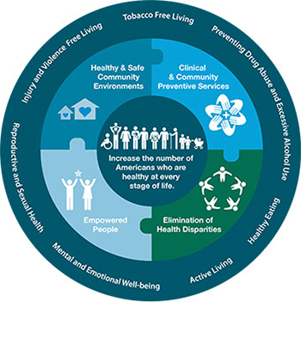 Tobacco Free Living
Preventing Drug Abuse and Excessive Alcohol Use
Healthy Eating
Active Living
Mental and Emotional Well-being
Reproductive and Sexual Health
Injury and Violence Free Living
Healthy & Safe
Community
Environments
Clinical
& Community
Preventive Services
Increase the number of
Americans who are
healthy at every
stage of life.
Empowered
People
Elimination of
Health Disparities